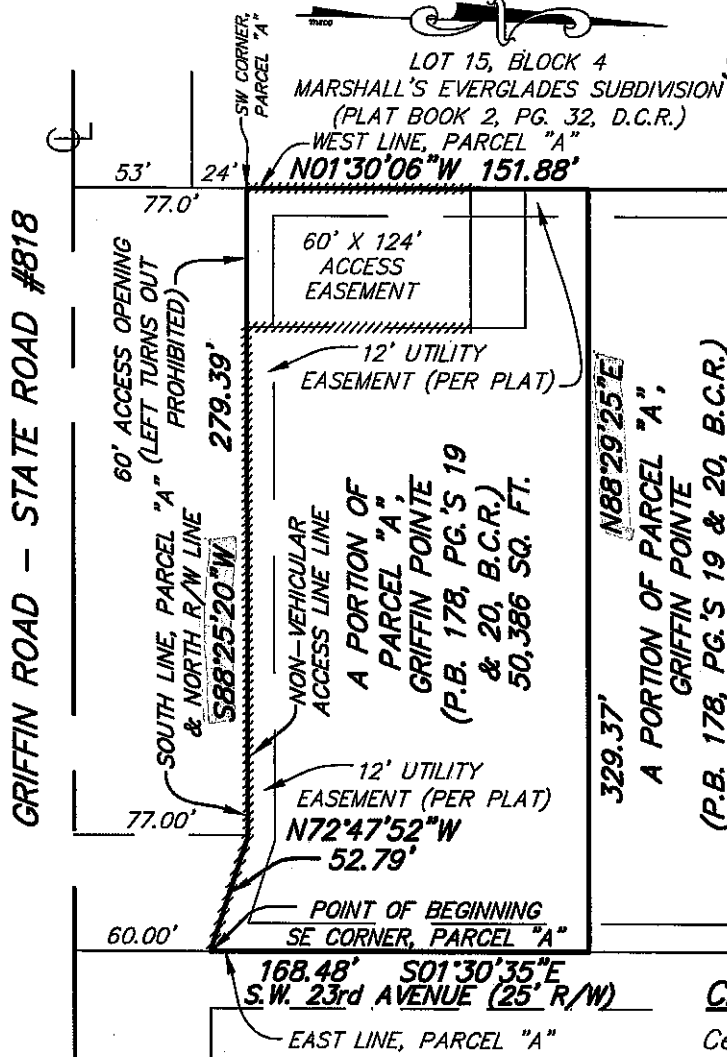 SW CORNER,
PARCEL "A"
LOT 15, BLOCK 4
MARSHALL'S EVERGLADES SUBDIVISION
(PLAT BOOK 2, PG. 32, D.C.R.)
WEST LINE, PARCEL "A"
N01°30'06"W 151.88'
53' 24'
77.0'
GRIFFIN ROAD - STATE ROAD #818
60' ACCESS OPENING
(LEFT TURNS OUT
PROHIBITED)
279.39'
60' X 124'
ACCESS
EASEMENT
12' UTILITY
EASEMENT (PER PLAT)
SOUTH LINE, PARCEL "A"
& NORTH R/W LINE
S88°25'20"W
NON-VEHICULAR
ACCESS LINE LINE
A PORTION OF
PARCEL "A",
GRIFFIN POINTE
(P.B. 178, PG.'S 19
& 20, B.C.R.)
50,386 SQ. FT.
N88°29'25"E
329.37'
A PORTION OF PARCEL "A",
GRIFFIN POINTE
(P.B. 178, PG.'S 19 & 20, B.C.R.)
12' UTILITY
EASEMENT (PER PLAT)
77.00'
N72°47'52"W
52.79'
POINT OF BEGINNING
SE CORNER, PARCEL "A"
60.00'
168.48' S01°30'35"E
S.W. 23rd AVENUE (25' R/W)
EAST LINE, PARCEL "A"